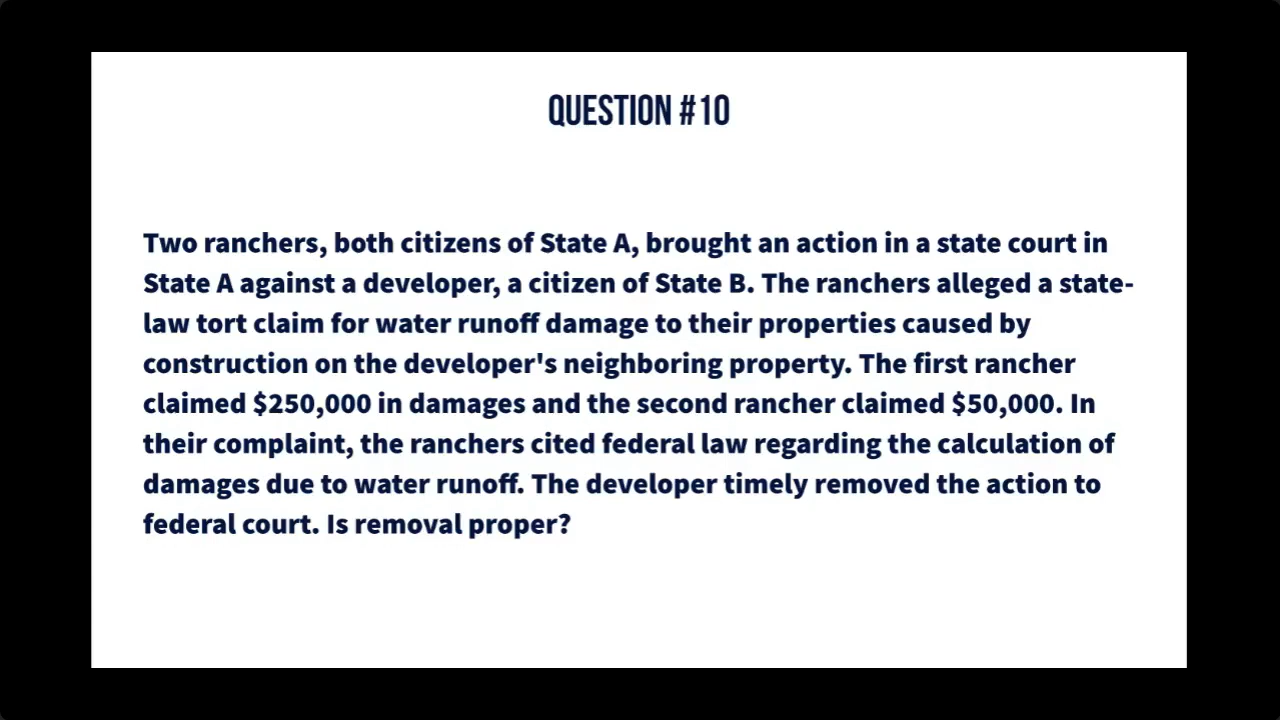 QUESTION #10
Two ranchers, both citizens of State A, brought an action in a state court in
State A against a developer, a citizen of State B. The ranchers alleged a state-
law tort claim for water runoff damage to their properties caused by
construction on the developer's neighboring property. The first rancher
claimed $250,000 in damages and the second rancher claimed $50,000. In
their complaint, the ranchers cited federal law regarding the calculation of
damages due to water runoff. The developer timely removed the action to
federal court. Is removal proper?